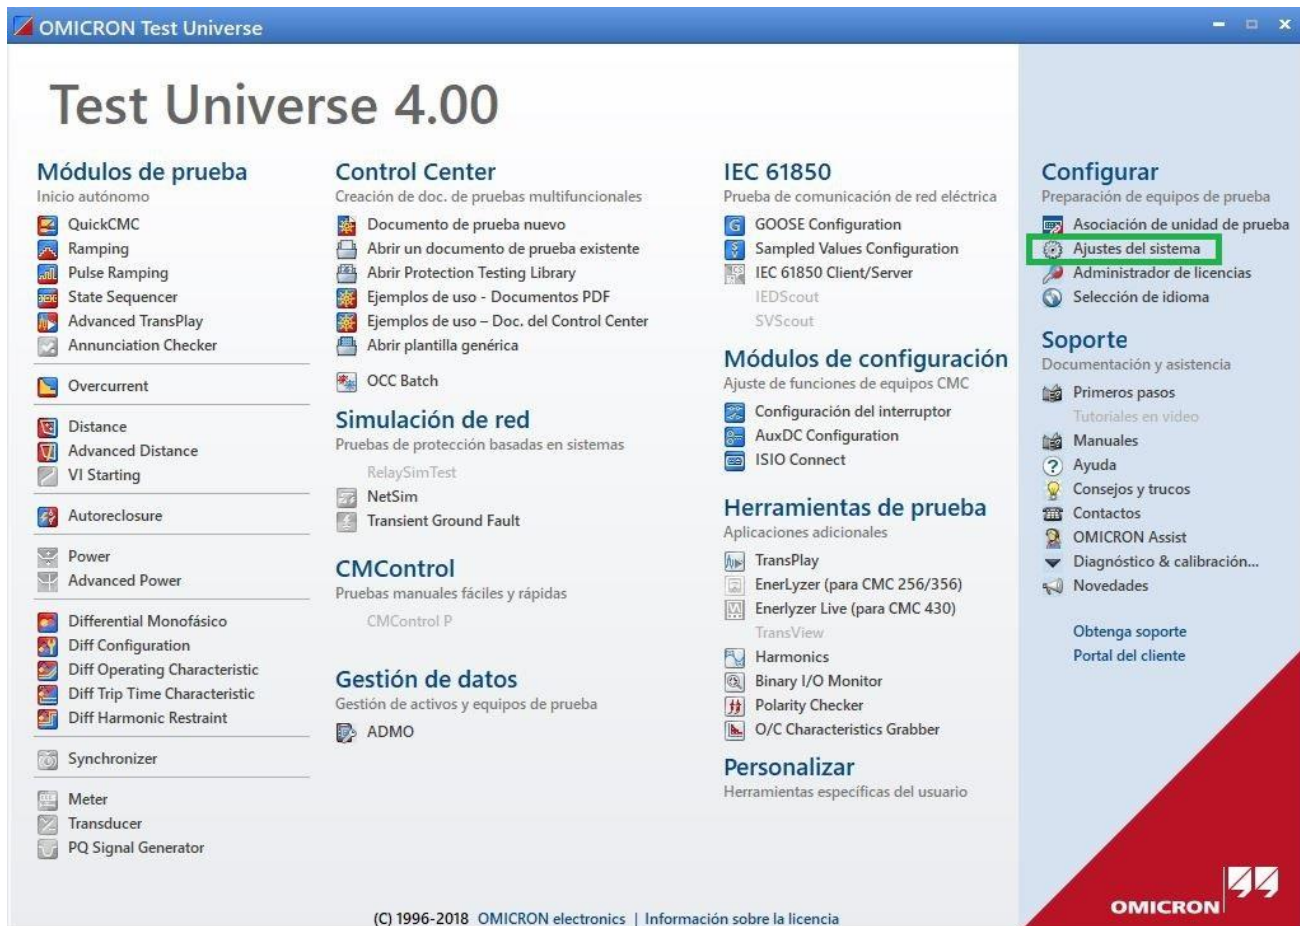 OMICRON Test Universe
Test Universe 4.00
Módulos de prueba
Inicio autónomo
QuickCMC
Ramping
Pulse Ramping
State Sequencer
Advanced TransPlay
Annunciation Checker
Overcurrent
Distance
Advanced Distance
VI Starting
Autoreclosure
Power
Advanced Power
Differential Monofásico
Diff Configuration
Diff Operating Characteristic
Diff Trip Time Characteristic
Diff Harmonic Restraint
Synchronizer
Meter
Transducer
PQ Signal Generator
Control Center
Creación de doc. de pruebas multifuncionales
Documento de prueba nuevo
Abrir un documento de prueba existente
Abrir Protection Testing Library
Ejemplos de uso - Documentos PDF
Ejemplos de uso – Doc. del Control Center
Abrir plantilla genérica
OCC Batch
Simulación de red
Pruebas de protección basadas en sistemas
RelaySimTest
NetSim
Transient Ground Fault
CMControl
Pruebas manuales fáciles y rápidas
CMControl P
Gestión de datos
Gestión de activos y equipos de prueba
ADMO
IEC 61850
Prueba de comunicación de red eléctrica
GOOSE Configuration
Sampled Values Configuration
IEC 61850 Client/Server
IEDScout
SVScout
Módulos de configuración
Ajuste de funciones de equipos CMC
Configuración del interruptor
AuxDC Configuration
ISIO Connect
Herramientas de prueba
Aplicaciones adicionales
TransPlay
EnerLyzer (para CMC 256/356)
Enerlyzer Live (para CMC 430)
TransView
Harmonics
Binary I/O Monitor
Polarity Checker
O/C Characteristics Grabber
Personalizar
Herramientas específicas del usuario
Configurar
Preparación de equipos de prueba
Asociación de unidad de prueba
Ajustes del sistema
Administrador de licencias
Selección de idioma
Soporte
Documentación y asistencia
Primeros pasos
Tutoriales en vídeo
Manuales
Ayuda
Consejos y trucos
Contactos
OMICRON Assist
Diagnóstico & calibración...
Novedades
Obtenga soporte
Portal del cliente
OMICRON
(C) 1996-2018 OMICRON electronics | Información sobre la licencia